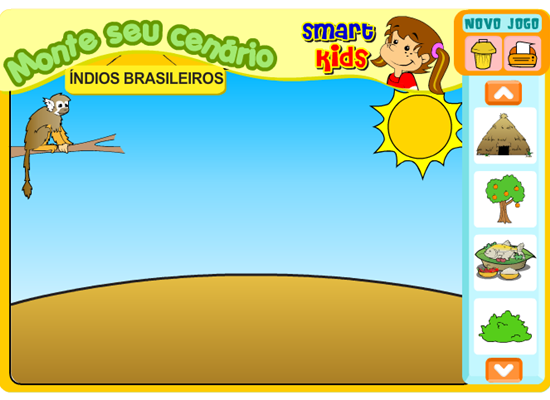 Monte seu cenário
ÍNDIOS BRASILEIROS
smart
kids
NOVO JOGO